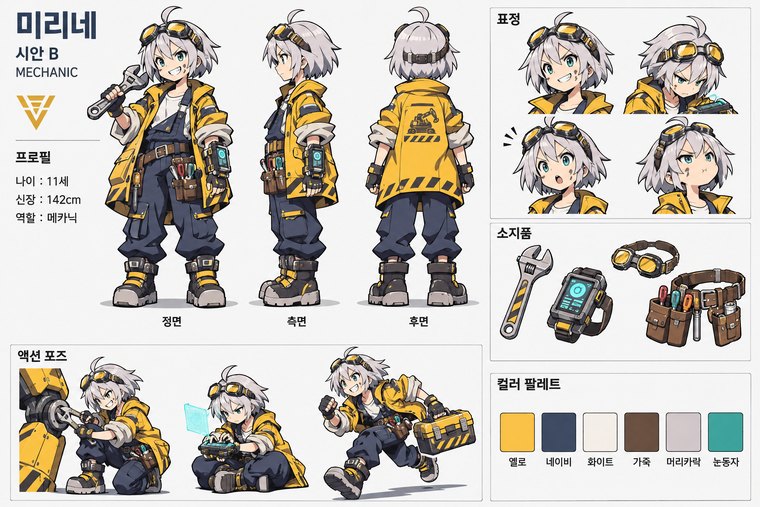 미리네
시안 B
MECHANIC
프로필
나이 : 11세
신장 : 142cm
역할 : 메카닉
정면
측면
후면
표정
소지품
액션 포즈
컬러 팔레트
옐로
네이비
화이트
가죽
머리카락
눈동자